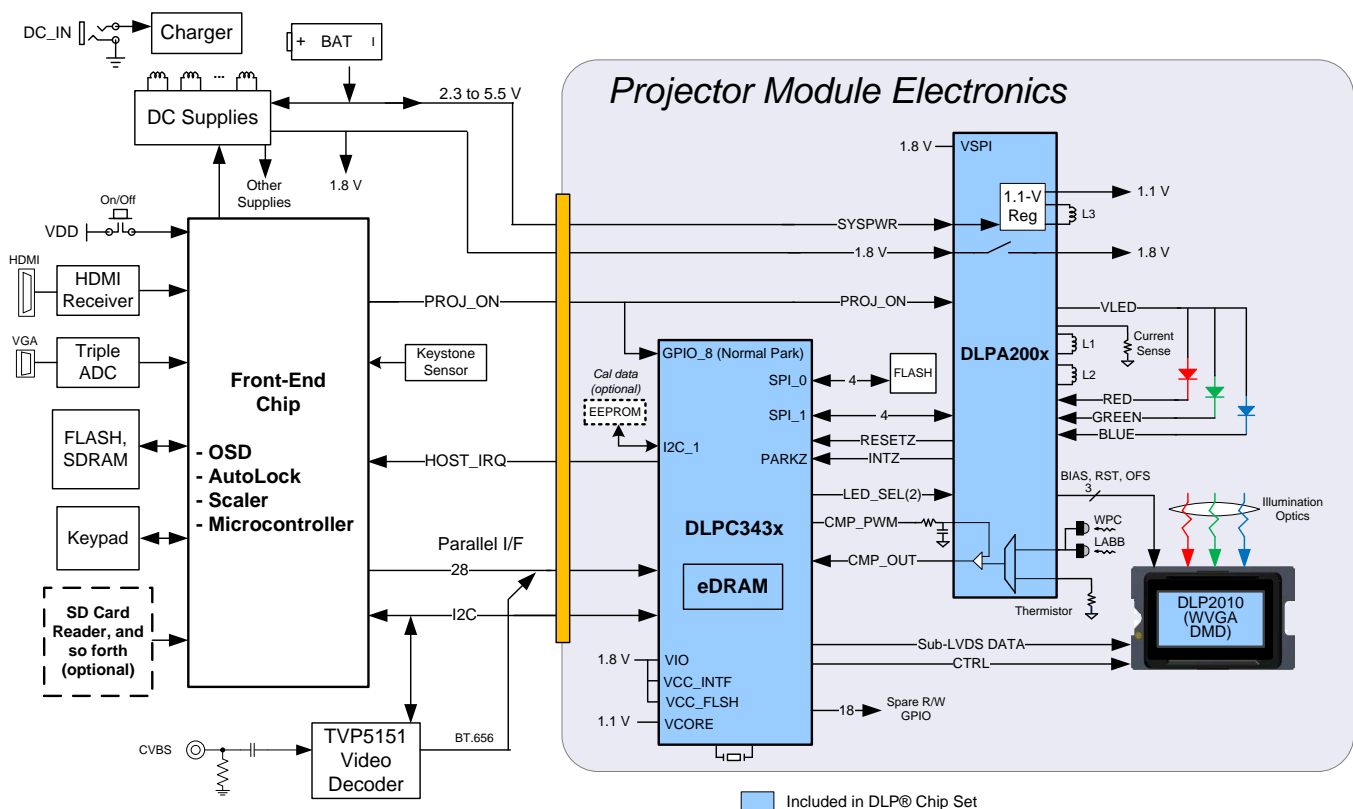 DC_IN
Charger
+ BAT
DC Supplies
...
2.3 to 5.5 V
Other
Supplies
1.8 V
On/Off
VDD
HDMI
HDMI
Receiver
VGA
Triple
ADC
FLASH,
SDRAM
Keypad
SD Card
Reader, and
so forth
(optional)
Front-End
Chip
- OSD
- AutoLock
- Scaler
- Microcontroller
PROJ_ON
Keystone
Sensor
HOST_IRQ
Parallel I/F
28
I2C
CVBS
TVP5151
Video
Decoder
BT.656
Projector Module Electronics
1.8 V
VSPI
1.1-V
Reg
1.1 V
L3
SYSPWR
1.8 V
1.8 V
PROJ_ON
VLED
DLPA200x
Current
Sense
L1
L2
RED
GREEN
BLUE
GPIO_8 (Normal Park)
Cal data
(optional)
EEPROM
SPI_0
4
FLASH
SPI_1
4
RESETZ
I2C_1
PARKZ
INTZ
LED_SEL(2)
DLPC343x
CMP_PWM
CMP_OUT
eDRAM
BIAS, RST, OFS
3
WPC
LABB
Thermistor
Illumination
Optics
DLP2010
(WVGA
DMD)
Sub-LVDS DATA
CTRL
1.8 V
VIO
VCC_INTF
VCC_FLSH
1.1 V
VCORE
18
Spare R/W
GPIO
Included in DLP® Chip Set